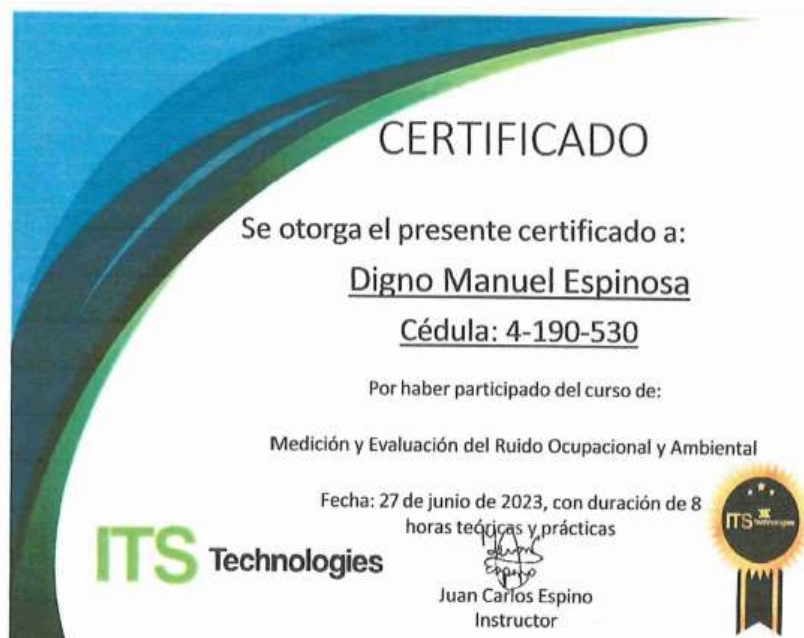 CERTIFICADO
Se otorga el presente certificado a:
Digno Manuel Espinosa
Cédula: 4-190-530
Por haber participado del curso de:
Medición y Evaluación del Ruido Ocupacional y Ambiental
Fecha: 27 de junio de 2023, con duración de 8
horas teóricas y prácticas
ITS Technologies
ITS Technologies
Juan Carlos Espino
Instructor